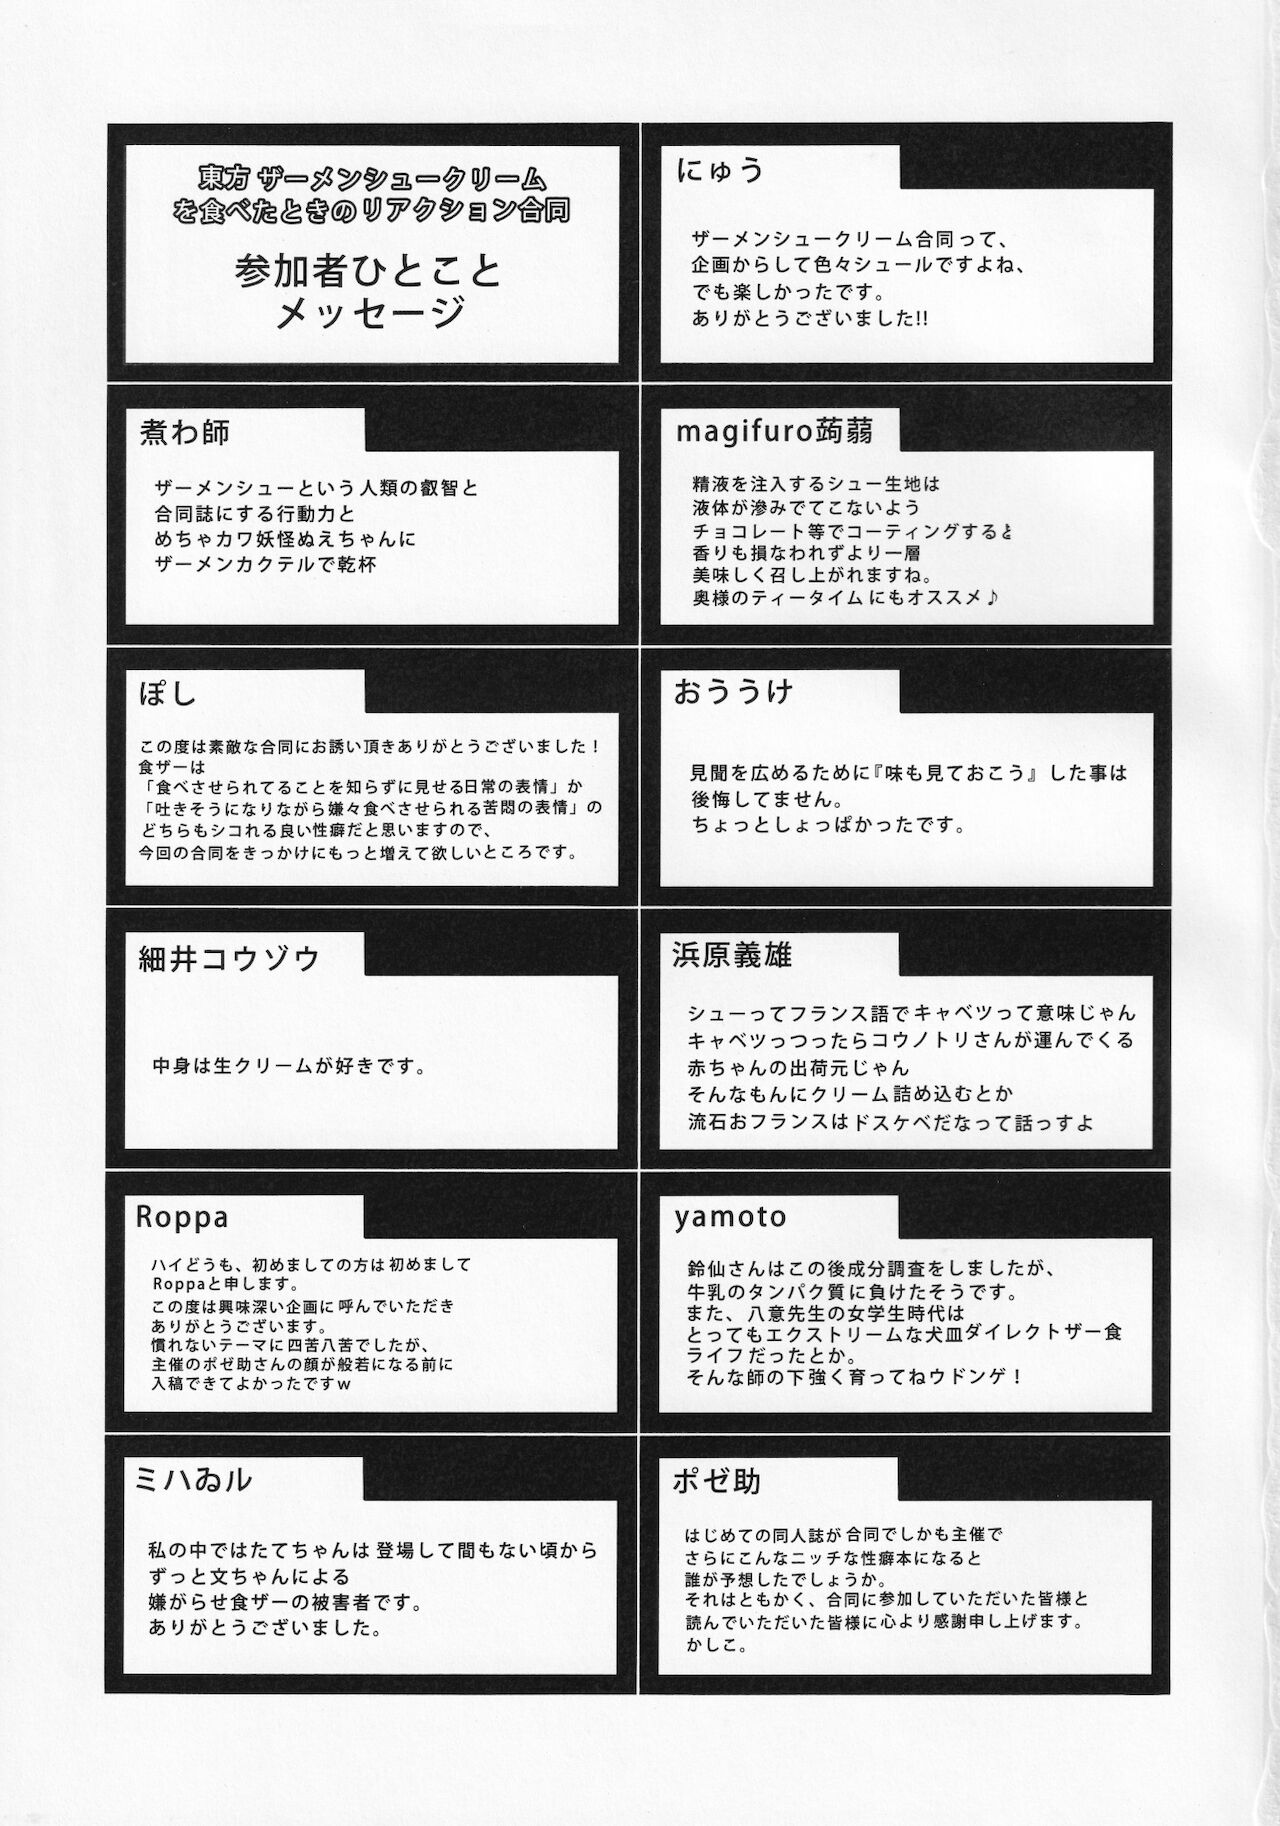 東方 ザーメンシュークリーム
を食べたときのリアクション合同
参加者ひとこと
メッセージ
にゅう
ザーメンシュークリーム合同って、
企画からして色々シュールですよね、
でも楽しかったです。
ありがとうございました!!
煮わ師
ザーメンシューという人類の叡智と
合同誌にする行動力と
めちゃカワ妖怪ぬえちゃんに
ザーメンカクテルで乾杯
magifuro蒟蒻
精液を注入するシュー生地は
液体が滲みでてこないよう
チョコレート等でコーティングすると
香りも損なわれずより一層
美味しく召し上がれますね。
奥様のティータイムにもオススメ♪
ぽし
この度は素敵な合同にお誘い頂きありがとうございました！
食ザーは
「食べさせられてることを知らずに見せる日常の表情」か
「吐きそうになりながら嫌々食べさせられる苦悶の表情」の
どちらもシコれる良い性癖だと思いますので、
今回の合同をきっかけにもっと増えて欲しいところです。
おううけ
見聞を広めるために『味も見ておこう』した事は
後悔してません。
ちょっとしょっぱかったです。
細井コウゾウ
中身は生クリームが好きです。
浜原義雄
シューってフランス語でキャベツって意味じゃん
キャベツっつったらコウノトリさんが運んでくる
赤ちゃんの出荷元じゃん
そんなもんにクリーム詰め込むとか
流石おフランスはドスケベだなって話っすよ
Roppa
ハイどうも、初めましての方は初めまして
Roppaと申します。
この度は興味深い企画に呼んでいただき
ありがとうございます。
慣れないテーマに四苦八苦でしたが、
主催のポゼ助さんの顔が般若になる前に
入稿できてよかったですw
yamoto
鈴仙さんはこの後成分調査をしましたが、
牛乳のタンパク質に負けたそうです。
また、八意先生の女学生時代は
とってもエクストリームな犬皿ダイレクトザー食
ライフだったとか。
そんな師の下強く育ってねウドンゲ！
ミハゐル
私の中ではたてちゃんは登場して間もない頃から
ずっと文ちゃんによる
嫌がらせ食ザーの被害者です。
ありがとうございました。
ポゼ助
はじめての同人誌が合同でしかも主催で
さらにこんなニッチな性癖本になると
誰が予想したでしょうか。
それはともかく、合同に参加していただいた皆様と
読んでいただいた皆様に心より感謝申し上げます。
かしこ。